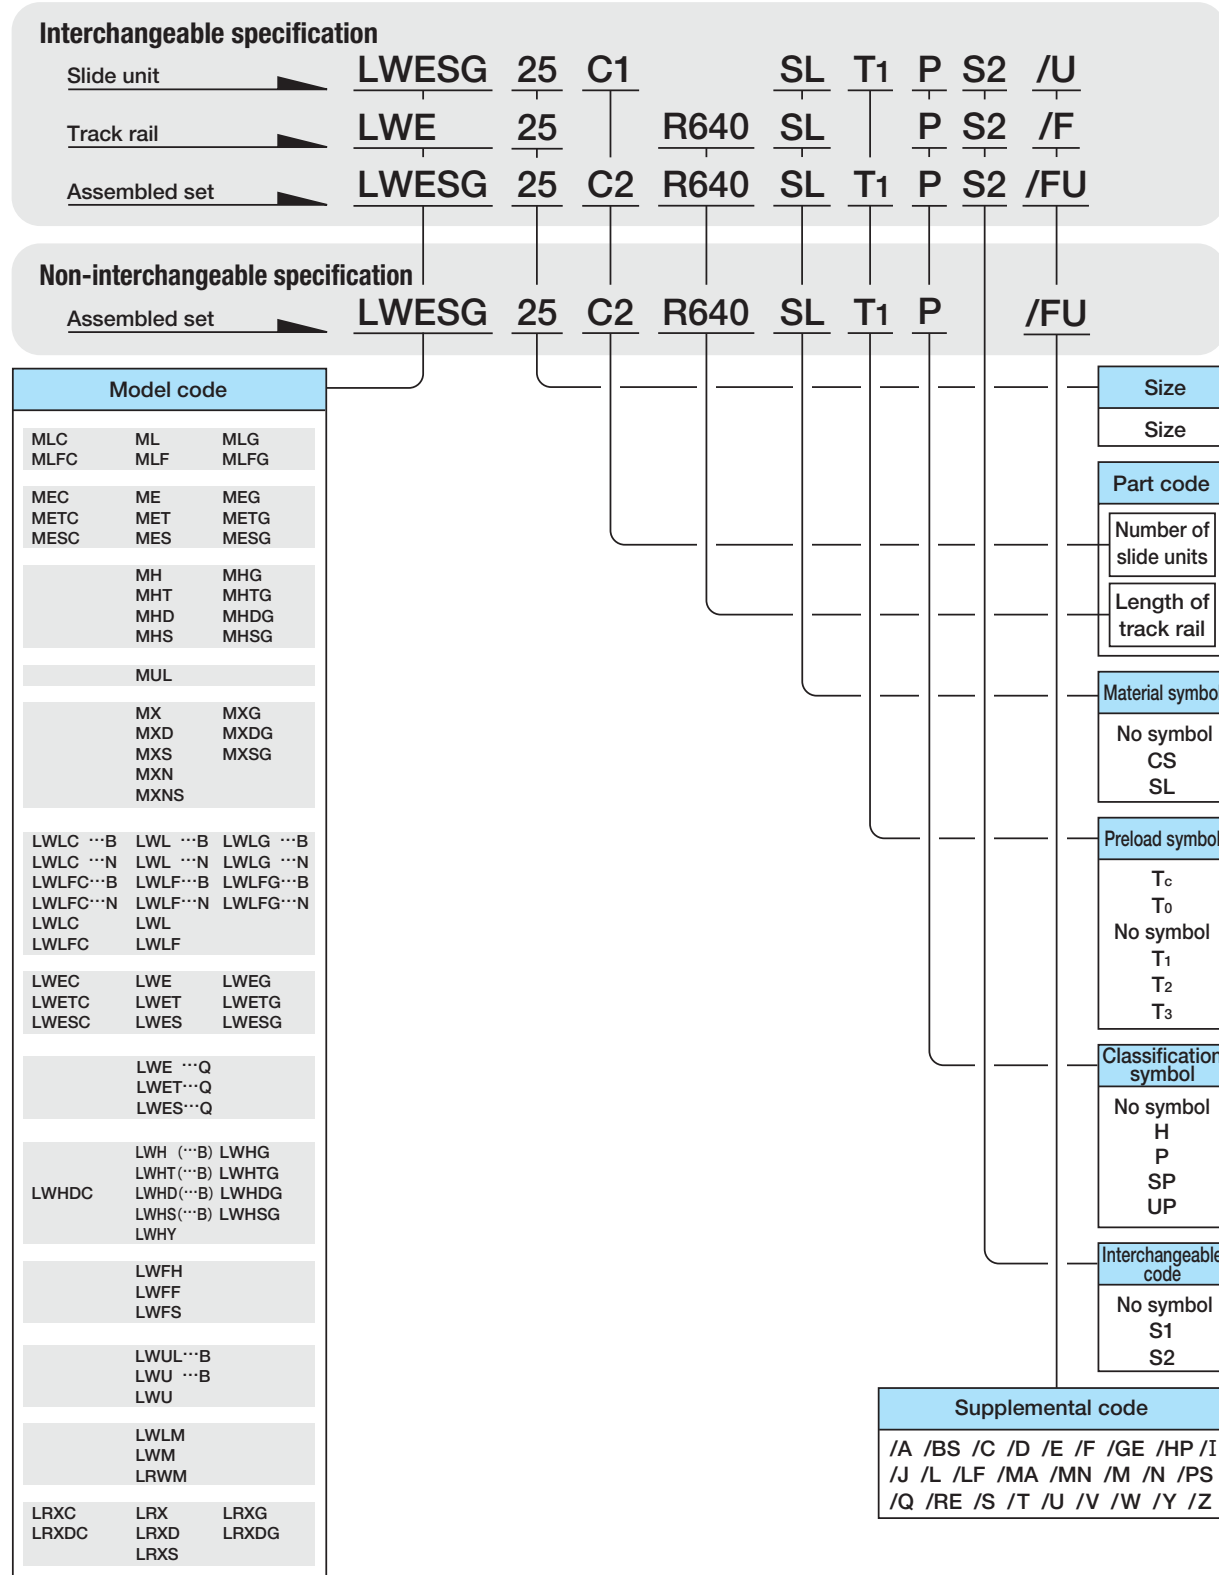 Interchangeable specification
Slide unit LWESG 25 C1 SL T1 P S2 /U
Track rail LWE 25 R640 SL P S2 /F
Assembled set LWESG 25 C2 R640 SL T1 P S2 /FU
Non-interchangeable specification
Assembled set LWESG 25 C2 R640 SL T1 P /FU
Model code
MLC ML MLG
MLFC MLF MLFG
MEC ME MEG
METC MET METG
MESC MES MESG
MH MHG
MHT MHTG
MHD MHDG
MHS MHSG
MUL
MX MXG
MXD MXDG
MXS MXSG
MXN
MXNS
LWLC ···B LWL ···B LWLG ···B
LWLC ···N LWL ···N LWLG ···N
LWLFC···B LWLF···B LWLFG···B
LWLFC···N LWLF···N LWLFG···N
LWLC LWL
LWLFC LWLF
LWEC LWE LWEG
LWETC LWET LWETG
LWESC LWES LWESG
LWE ···Q
LWET···Q
LWES···Q
LWH (···B) LWHG
LWHT(···B) LWHTG
LWHDC LWHD(···B) LWHDG
LWHS(···B) LWHSG
LWHY
LWFH
LWFF
LWFS
LWUL···B
LWU ···B
LWU
LWLM
LWM
LRWM
LRXC LRX LRXG
LRXDC LRXD LRXDG
LRXS
Size
Size
Part code
Number of
slide units
Length of
track rail
Material symbol
No symbol
CS
SL
Preload symbol
Tc
T0
No symbol
T1
T2
T3
Classification
symbol
No symbol
H
P
SP
UP
Interchangeable
code
No symbol
S1
S2
Supplemental code
/A /BS /C /D /E /F /GE /HP /I
/J /L /LF /MA /MN /M /N /PS
/Q /RE /S /T /U /V /W /Y /Z